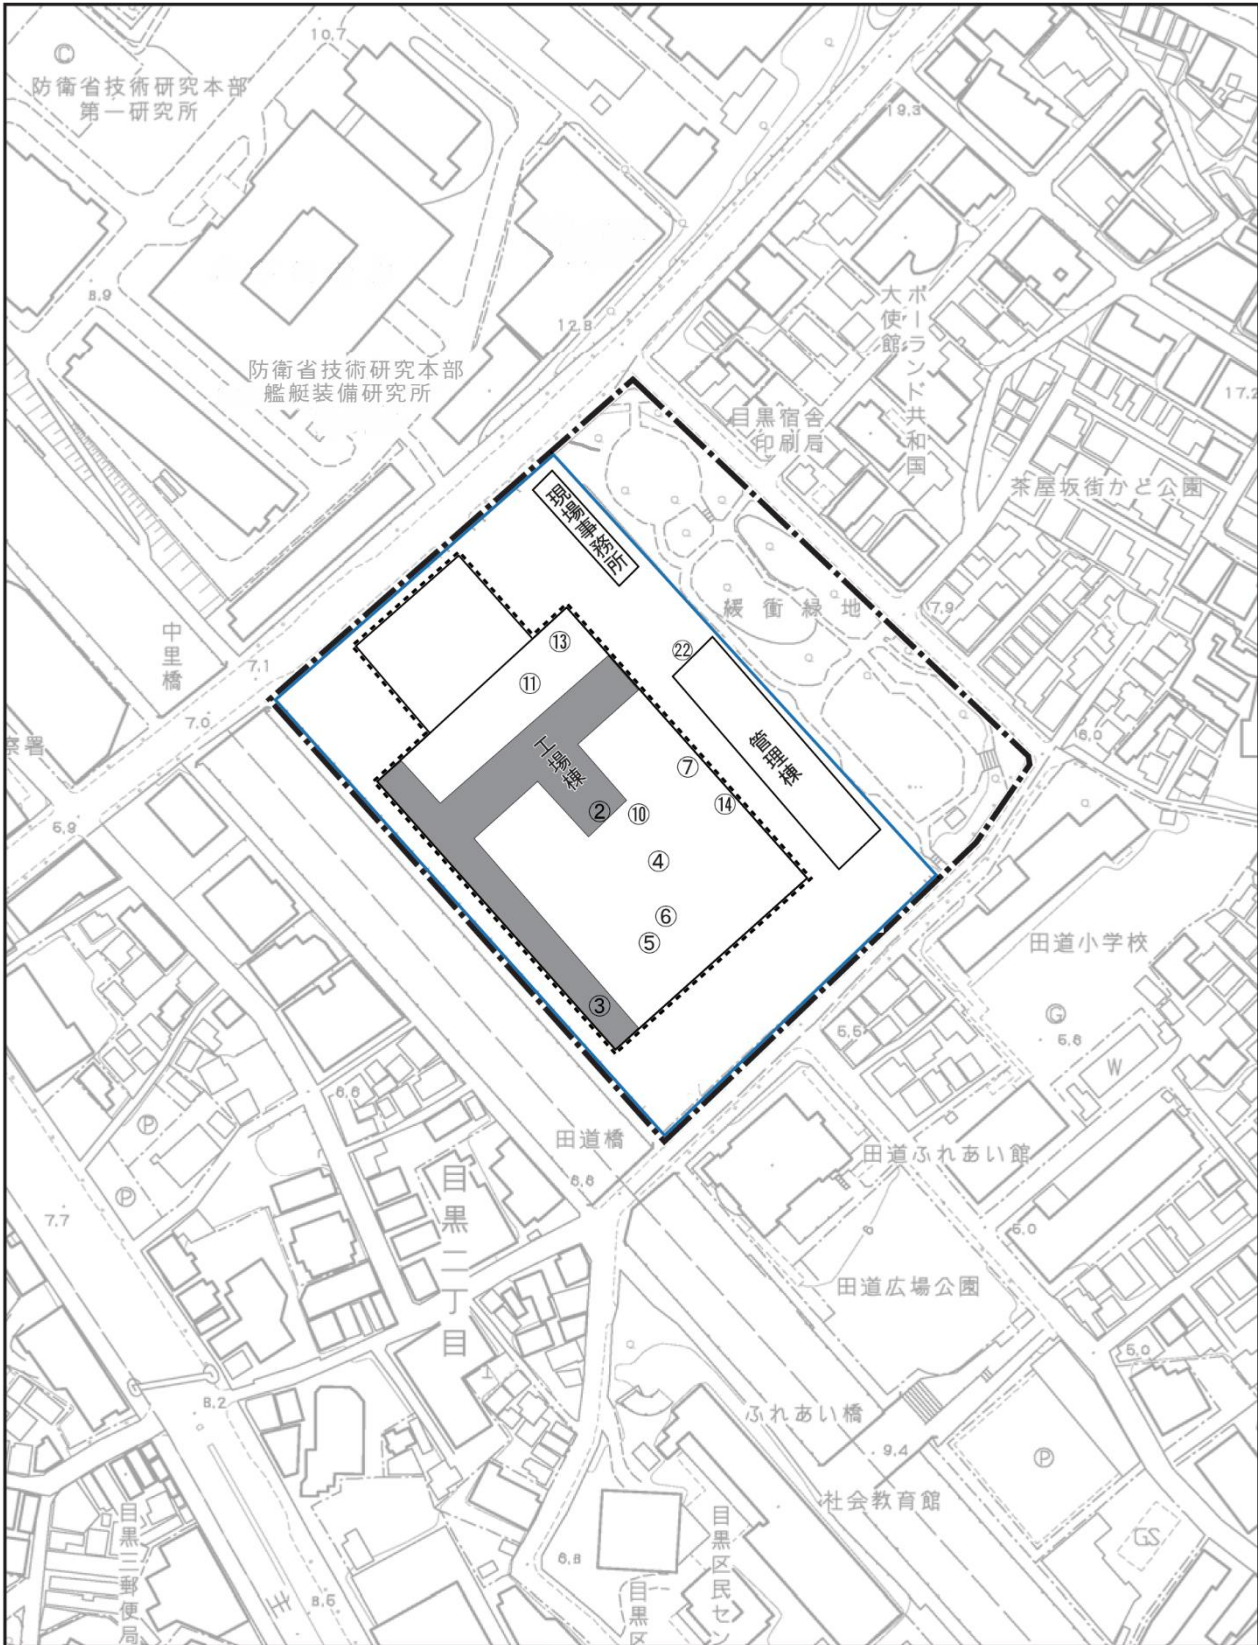 10.7
Ⓒ
防衛省技術研究本部
第一研究所
19.3
8.9
12.8
防衛省技術研究本部
艦艇装備研究所
ポーランド共和国
大使館
17.2
目黒宿舎
印刷局
茶屋坂街かど公園
現場事務所
緩衝緑地
7.9
中里橋
7.1
7.0
察署
⑬
⑪
㉒
工場棟
管理棟
⑦
②
⑩
⑭
④
⑥
⑤
③
6.0
6.9
田道小学校
Ⓖ
5.5
5.8
W
6.6
Ⓟ
田道橋
6.6
田道ふれあい館
Ⓟ
7.7
目黒二丁目
5.0
田道広場公園
5.0
8.2
ふれあい橋
9.4
Ⓟ
社会教育館
GS
目黒三郵便局
目黒区民セン
6.8
目黒区
8.5